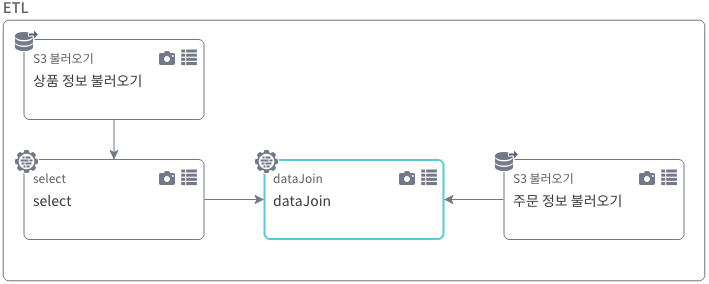 ETL
S3 불러오기
상품 정보 불러오기
select
select
dataJoin
dataJoin
S3 불러오기
주문 정보 불러오기